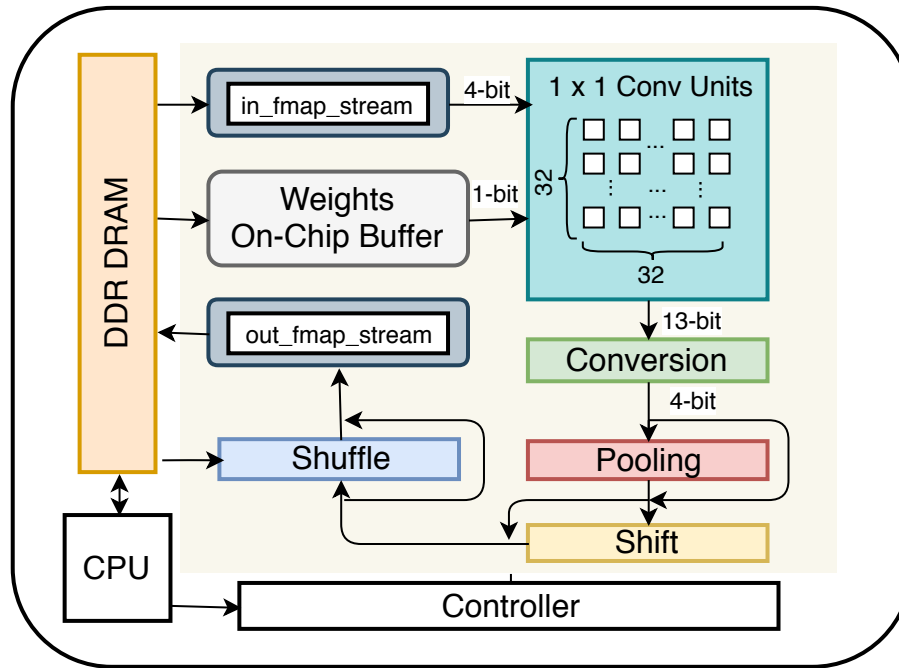 in_fmap_stream
4-bit
1 x 1 Conv Units
...
32
...
...
...
...
32
Weights
On-Chip Buffer
1-bit
DDR DRAM
out_fmap_stream
13-bit
Conversion
4-bit
Shuffle
Pooling
Shift
CPU
Controller